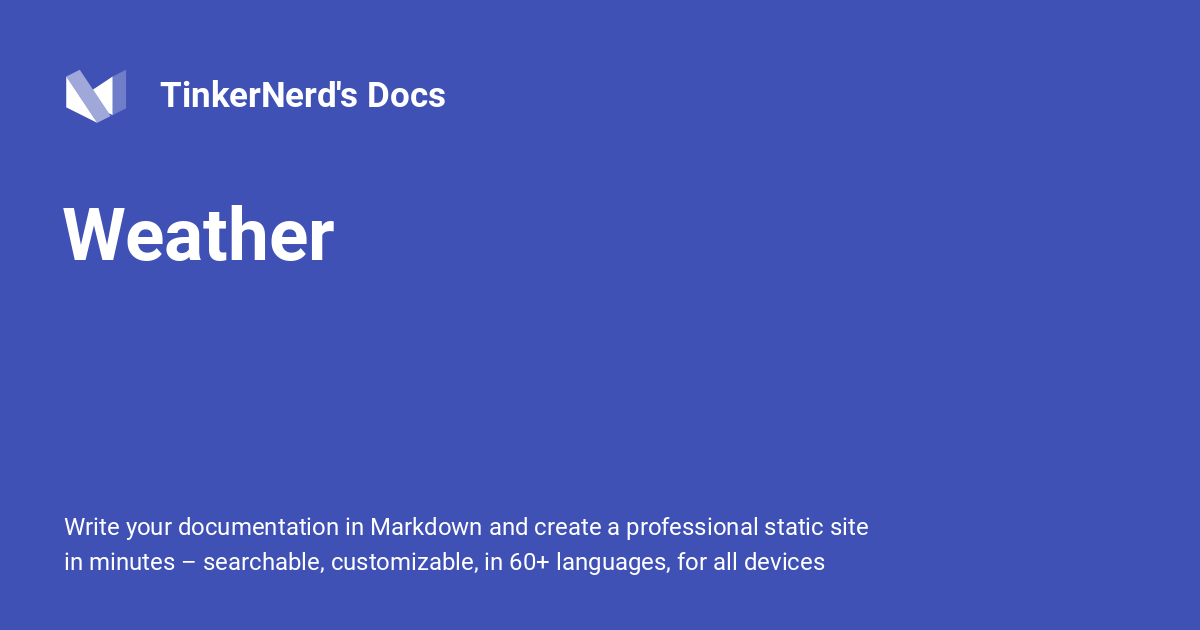 TinkerNerd's Docs
Weather
Write your documentation in Markdown and create a professional static site
in minutes – searchable, customizable, in 60+ languages, for all devices